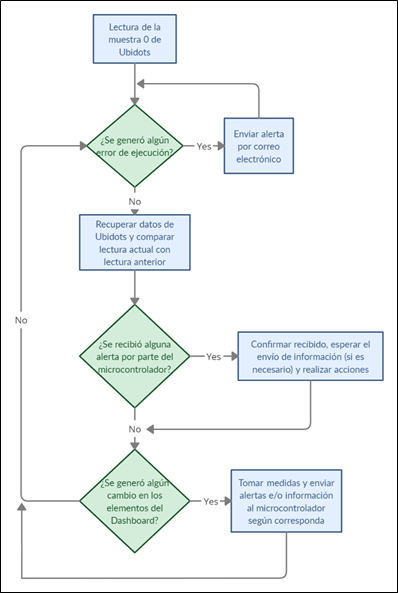 Lectura de la
muestra 0 de
Ubidots
¿Se generó algún
error de ejecución?
Yes
Enviar alerta
por correo
electrónico
No
Recuperar datos de
Ubidots y comparar
lectura actual con
lectura anterior
¿Se recibió alguna
alerta por parte del
microcontrolador?
Yes
Confirmar recibido, esperar el
envío de información (si es
necesario) y realizar acciones
No
No
¿Se generó algún
cambio en los
elementos del
Dashboard?
Yes
Tomar medidas y enviar
alertas e/o información
al microcontrolador
según corresponda